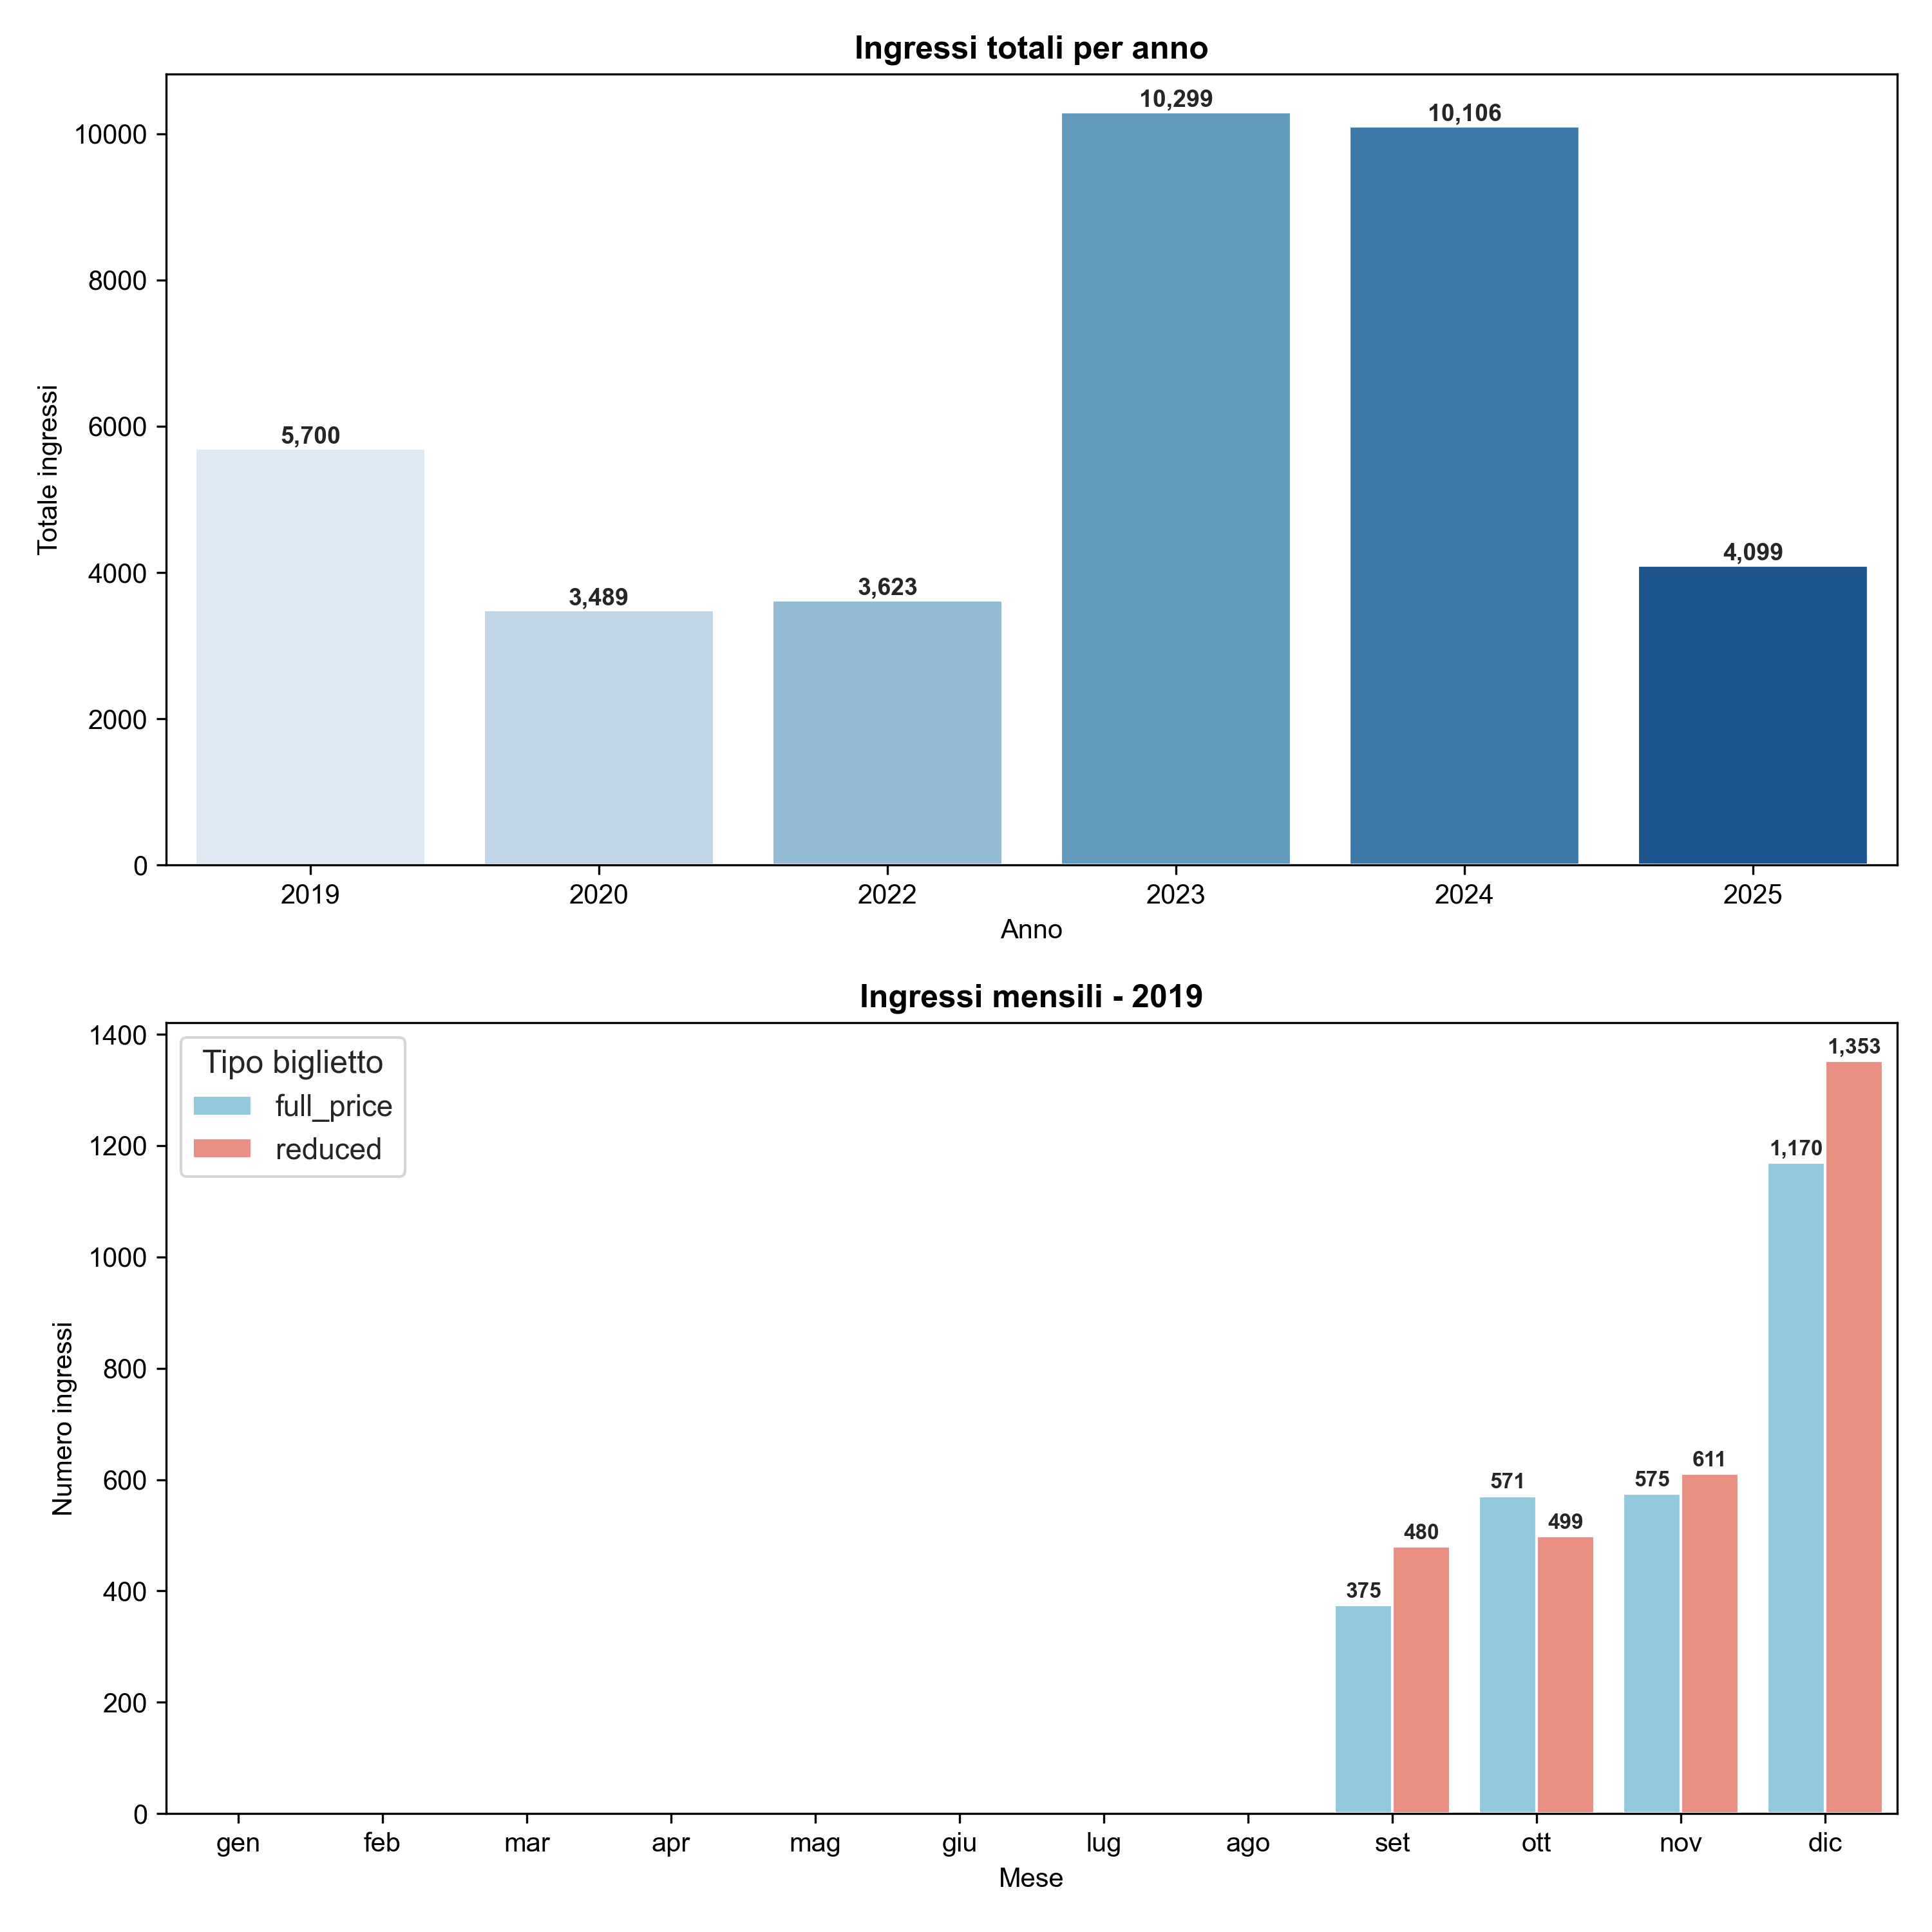 Ingressi totali per anno
Totale ingressi
10000
8000
6000
4000
2000
0
5,700
3,489
3,623
10,299
10,106
4,099
2019 2020 2022 2023 2024 2025
Anno
Ingressi mensili - 2019
Numero ingressi
1400
1200
1000
800
600
400
200
0
Tipo biglietto
full_price
reduced
375
480
571
499
575
611
1,170
1,353
gen feb mar apr mag giu lug ago set ott nov dic
Mese